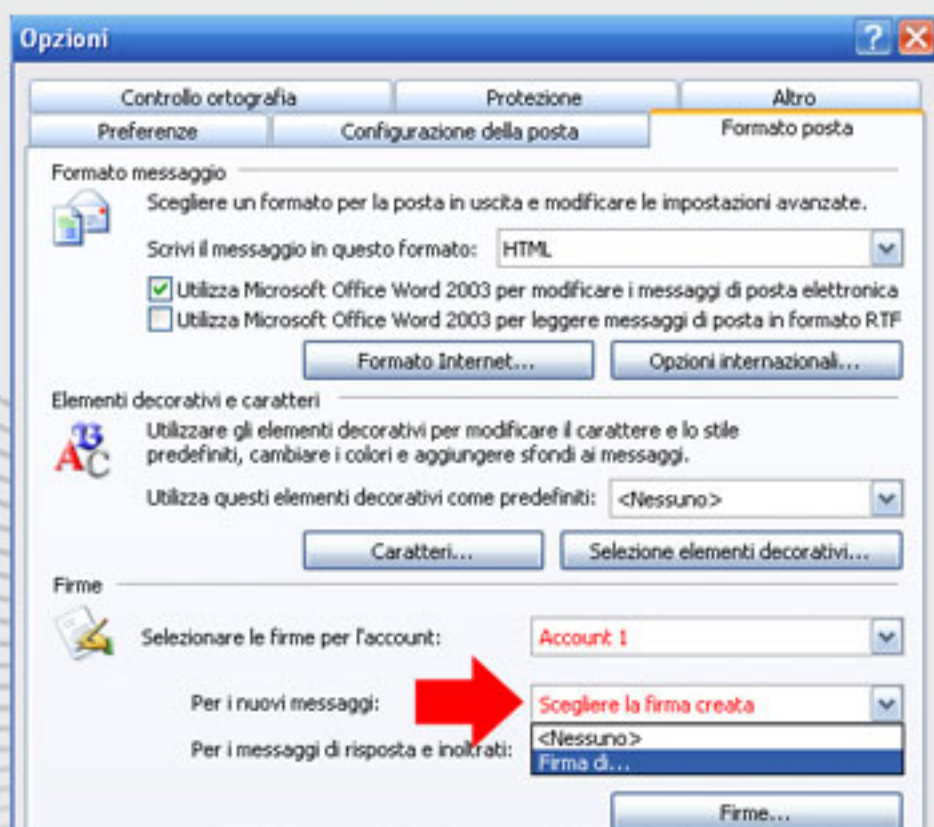 Opzioni
Controllo ortografia Protezione Altro
Preferenze Configurazione della posta Formato posta
Formato messaggio
Scegliere un formato per la posta in uscita e modificare le impostazioni avanzate.
Scrivi il messaggio in questo formato: HTML
Utilizza Microsoft Office Word 2003 per modificare i messaggi di posta elettronica
Utilizza Microsoft Office Word 2003 per leggere messaggi di posta in formato RTF
Formato Internet... Opzioni internazionali...
Elementi decorativi e caratteri
Utilizzare gli elementi decorativi per modificare il carattere e lo stile
predefiniti, cambiare i colori e aggiungere sfondi ai messaggi.
Utilizza questi elementi decorativi come predefiniti: <Nessuno>
Caratteri... Selezione elementi decorativi...
Firme
Selezionare le firme per l'account: Account 1
Per i nuovi messaggi: Scegliere la firma creata
Per i messaggi di risposta e inoltrati: <Nessuno>
Firma di...
Firme...